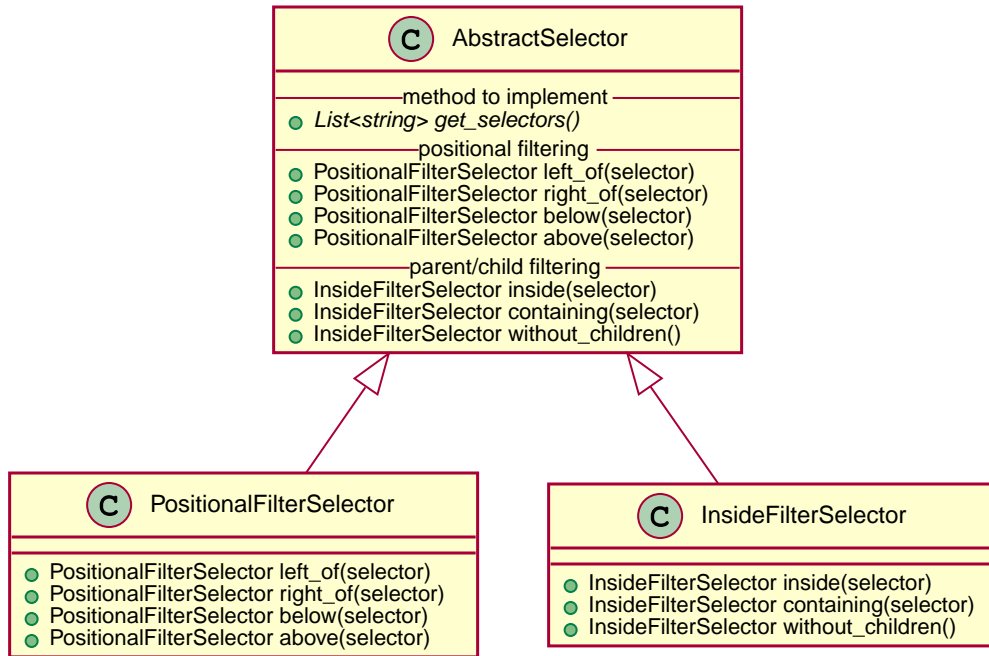 C AbstractSelector
method to implement
List<string> get_selectors()
positional filtering
PositionalFilterSelector left_of(selector)
PositionalFilterSelector right_of(selector)
PositionalFilterSelector below(selector)
PositionalFilterSelector above(selector)
parent/child filtering
InsideFilterSelector inside(selector)
InsideFilterSelector containing(selector)
InsideFilterSelector without_children()
C PositionalFilterSelector
PositionalFilterSelector left_of(selector)
PositionalFilterSelector right_of(selector)
PositionalFilterSelector below(selector)
PositionalFilterSelector above(selector)
C InsideFilterSelector
InsideFilterSelector inside(selector)
InsideFilterSelector containing(selector)
InsideFilterSelector without_children()